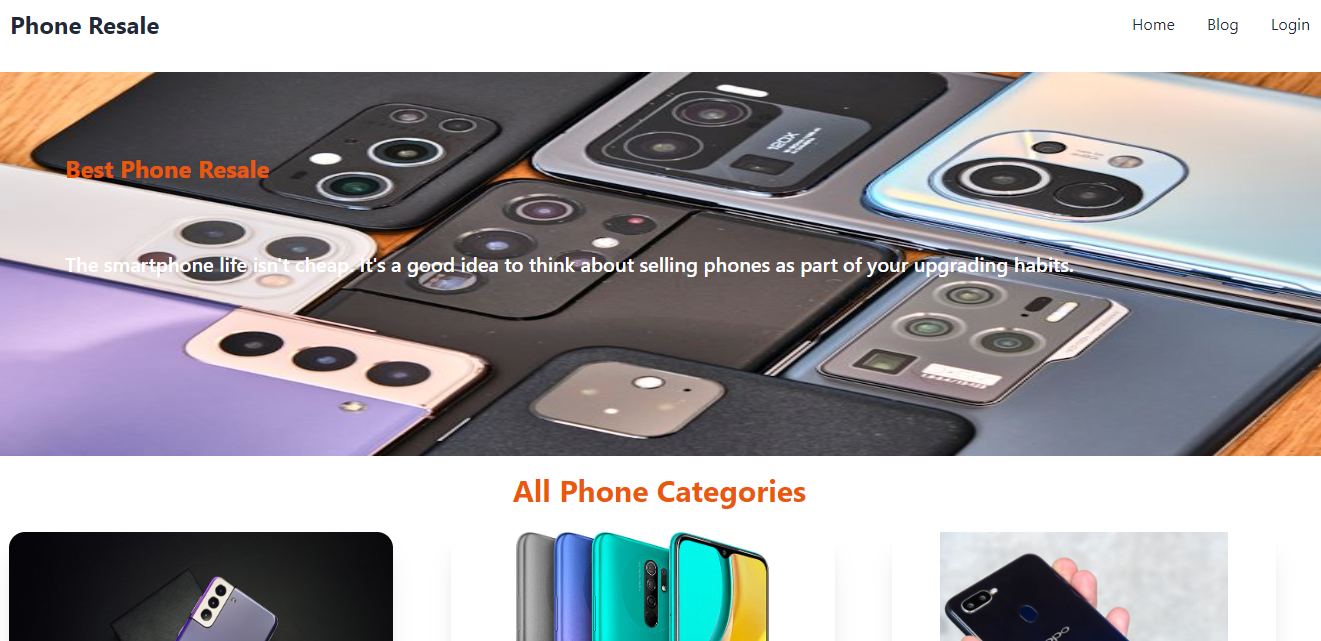 Phone Resale
Home Blog Login
120X
Best Phone Resale
The smartphone life isn't cheap. It's a good idea to think about selling phones as part of your upgrading habits.
All Phone Categories